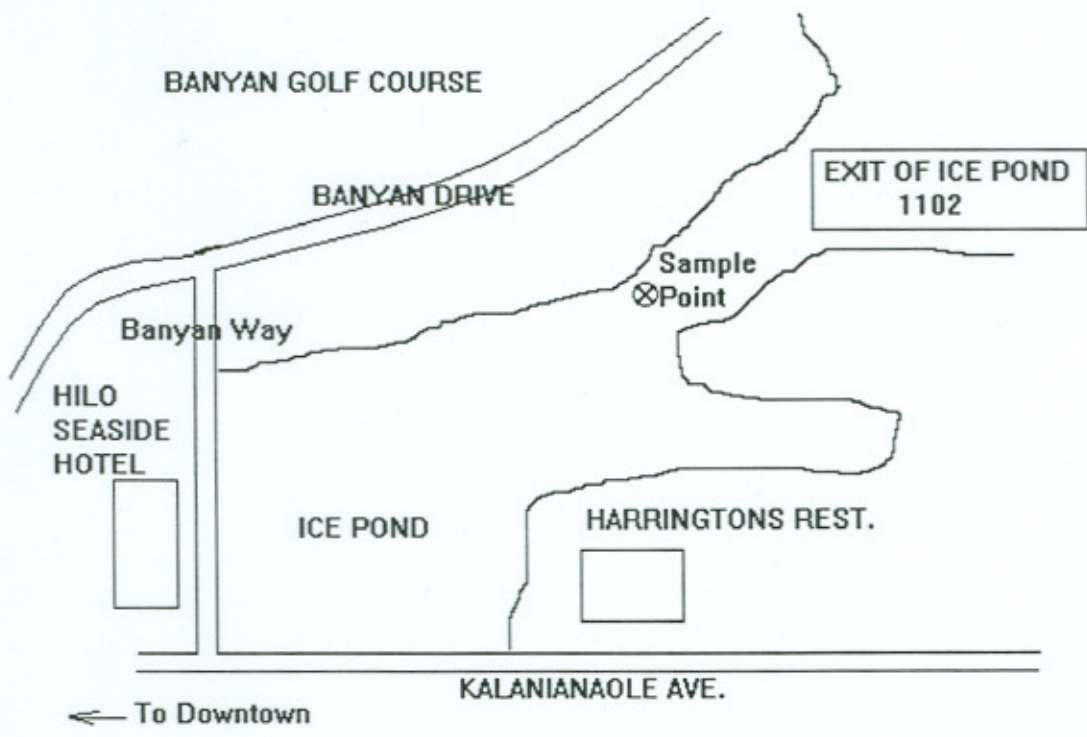 BANYAN GOLF COURSE
EXIT OF ICE POND
1102
BANYAN DRIVE
Sample
Point
Banyan Way
HILO
SEASIDE
HOTEL
ICE POND
HARRINGTONS REST.
KALANIANAOLE AVE.
To Downtown